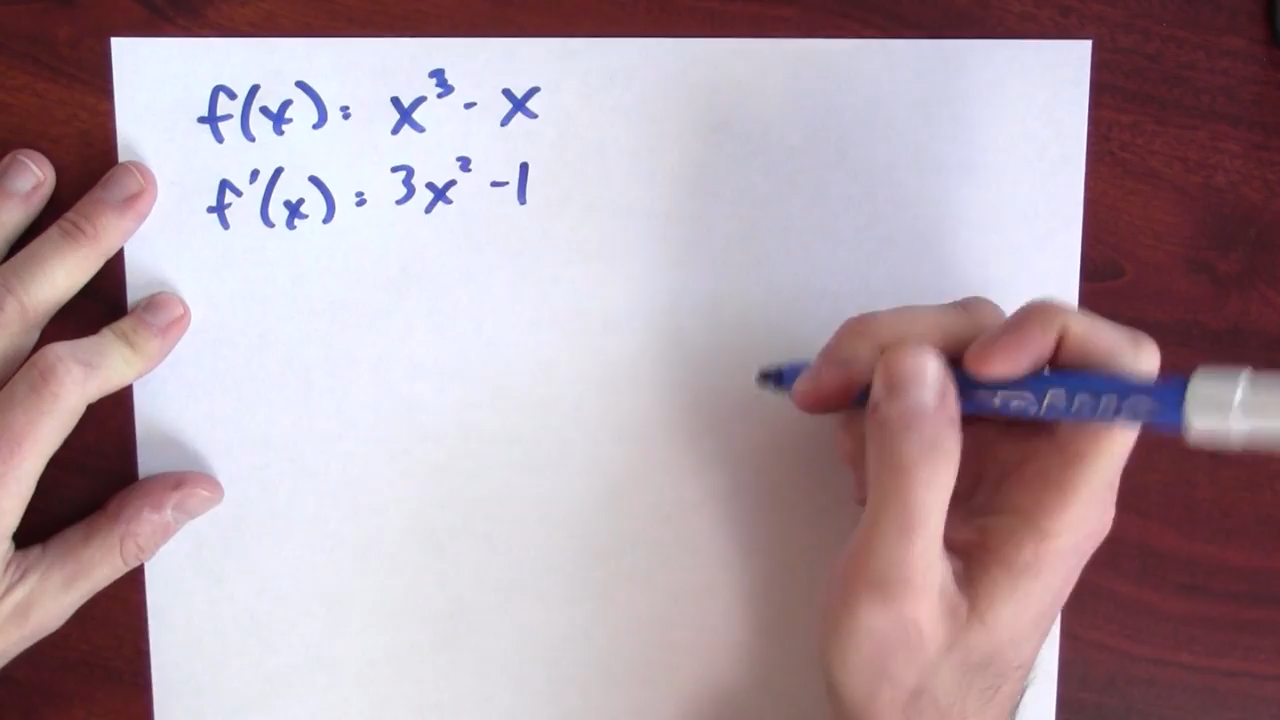 f(x) = x³ - x
f'(x) = 3x² - 1